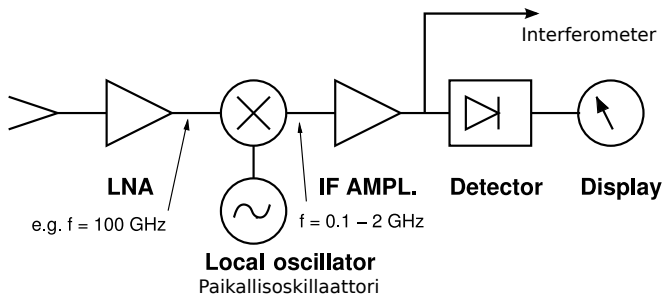 Interferometer
LNA
IF AMPL.
Detector
Display
e.g. f = 100 GHz
f = 0.1 – 2 GHz
Local oscillator
Paikallisoskillaattori